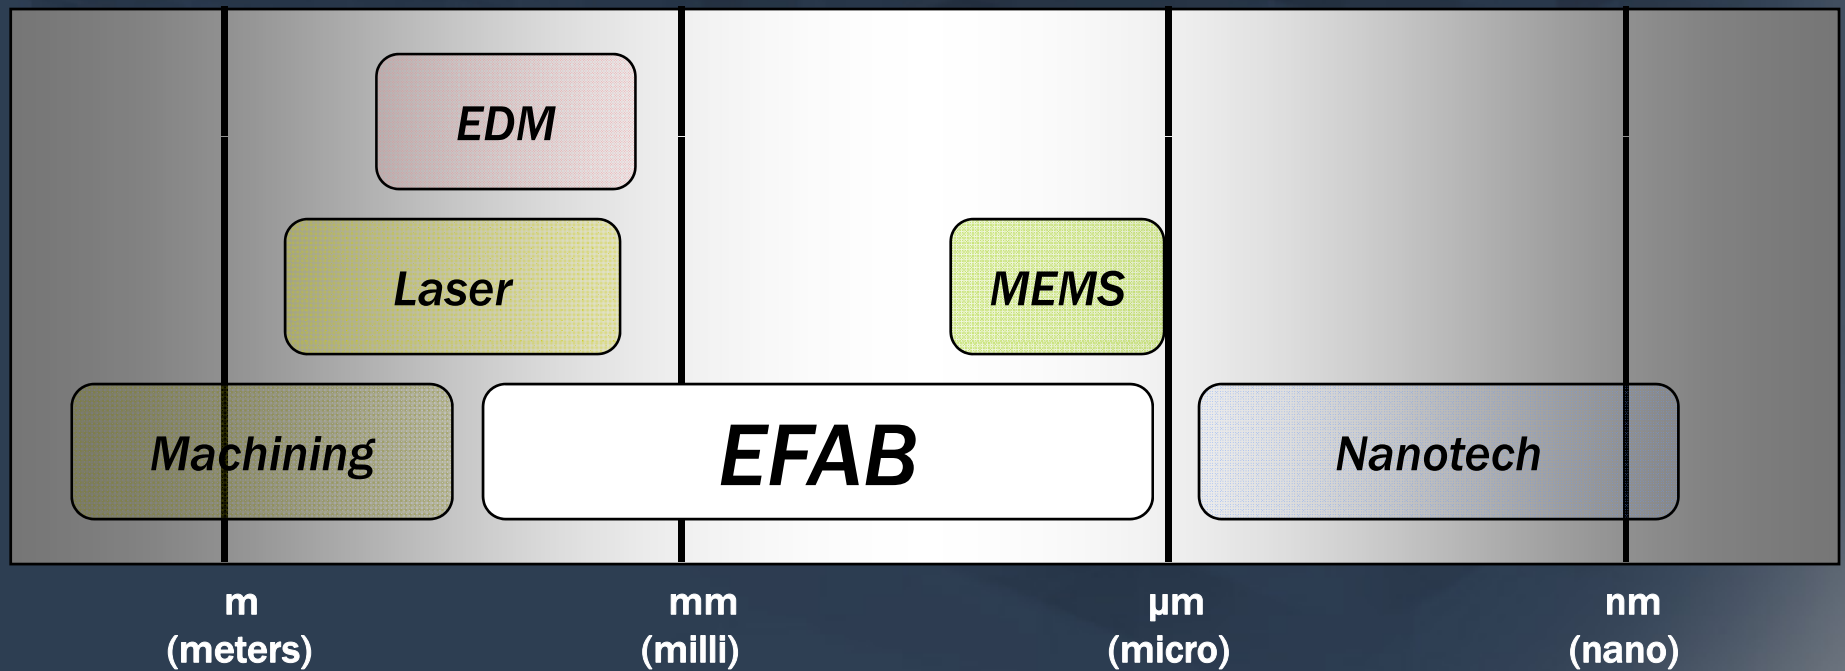 EDM
Laser
MEMS
Machining
EFAB
Nanotech
m
mm
µm
nm
(meters)
(milli)
(micro)
(nano)